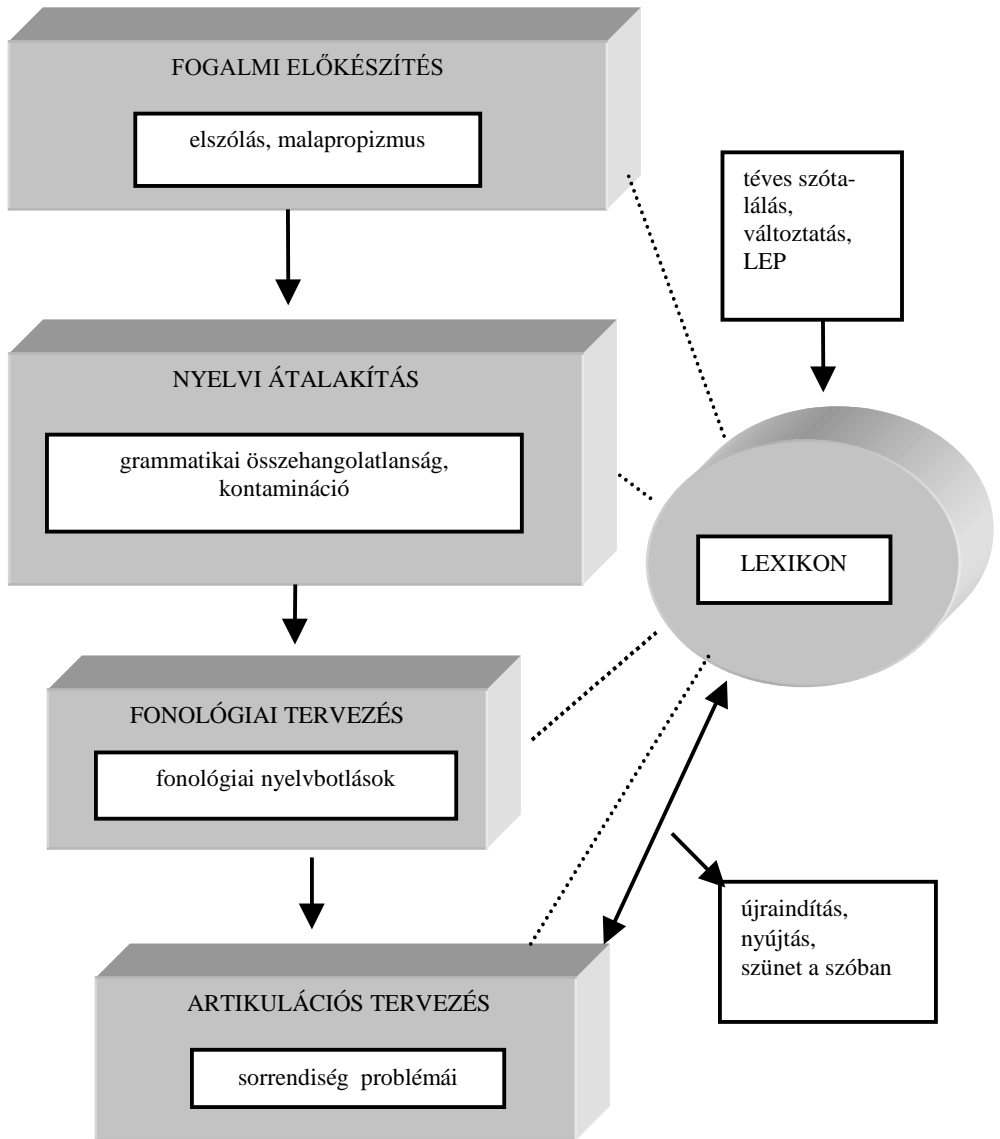 FOGALMI ELŐKÉSZÍTÉS
elszólás, malapropizmus
téves szóta-
lálás,
változtatás,
LEP
NYELVI ÁTALAKÍTÁS
grammatikai összehangolatlanság,
kontamináció
LEXIKON
FONOLÓGIAI TERVEZÉS
fonológiai nyelvbotlások
újraindítás,
nyújtás,
szünet a szóban
ARTIKULÁCIÓS TERVEZÉS
sorrendiség problémái